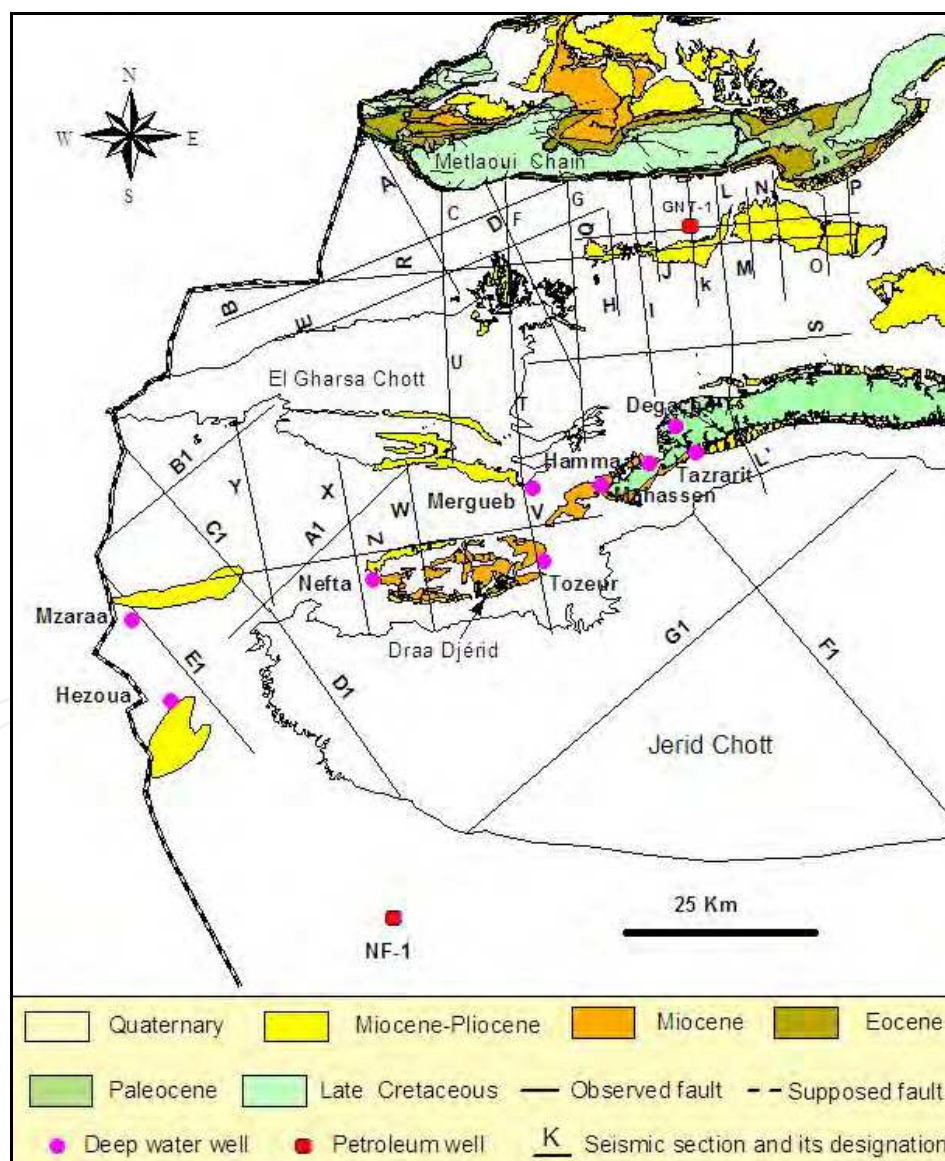 N
W E
S
Metlaoui Chain
A
C
D
F
G
L
N
P
GNT-1
Q
R
B
E
H
I
J
k
M
O
S
U
El Gharsa Chott
T
B1
Y
X
W
A1
C1
Z
V
L'
Hamma
Tazrarit
Mergueb
Mahassen
Nefta
Tozeur
Mzaraa
Draa Djérid
E1
D1
G1
F1
Hezoua
Jerid Chott
25 Km
NF-1
Quaternary Miocene-Pliocene Miocene Eocene
Paleocene Late Cretaceous Observed fault Supposed fault
Deep water well Petroleum well K Seismic section and its designation